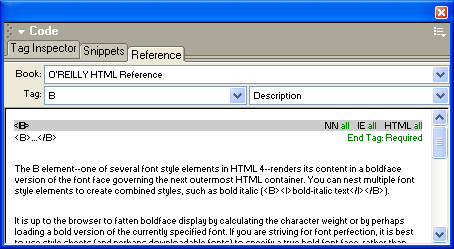 Code
Tag Inspector Snippets Reference
Book: O'REILLY HTML Reference
Tag: B Description
<B> NN all IE all HTML all
<B>...</B> End Tag: Required
The B element--one of several font style elements in HTML 4--renders its content in a boldface
version of the font face governing the next outermost HTML container. You can nest multiple font
style elements to create combined styles, such as bold italic (<B><I>bold-italic text</I></B>).
It is up to the browser to fatten boldface display by calculating the character weight or by perhaps
loading a bold version of the currently specified font. If you are striving for font perfection, it is best
to use style sheets (and perhaps downloadable fonts) to specify a true bold font face, rather than